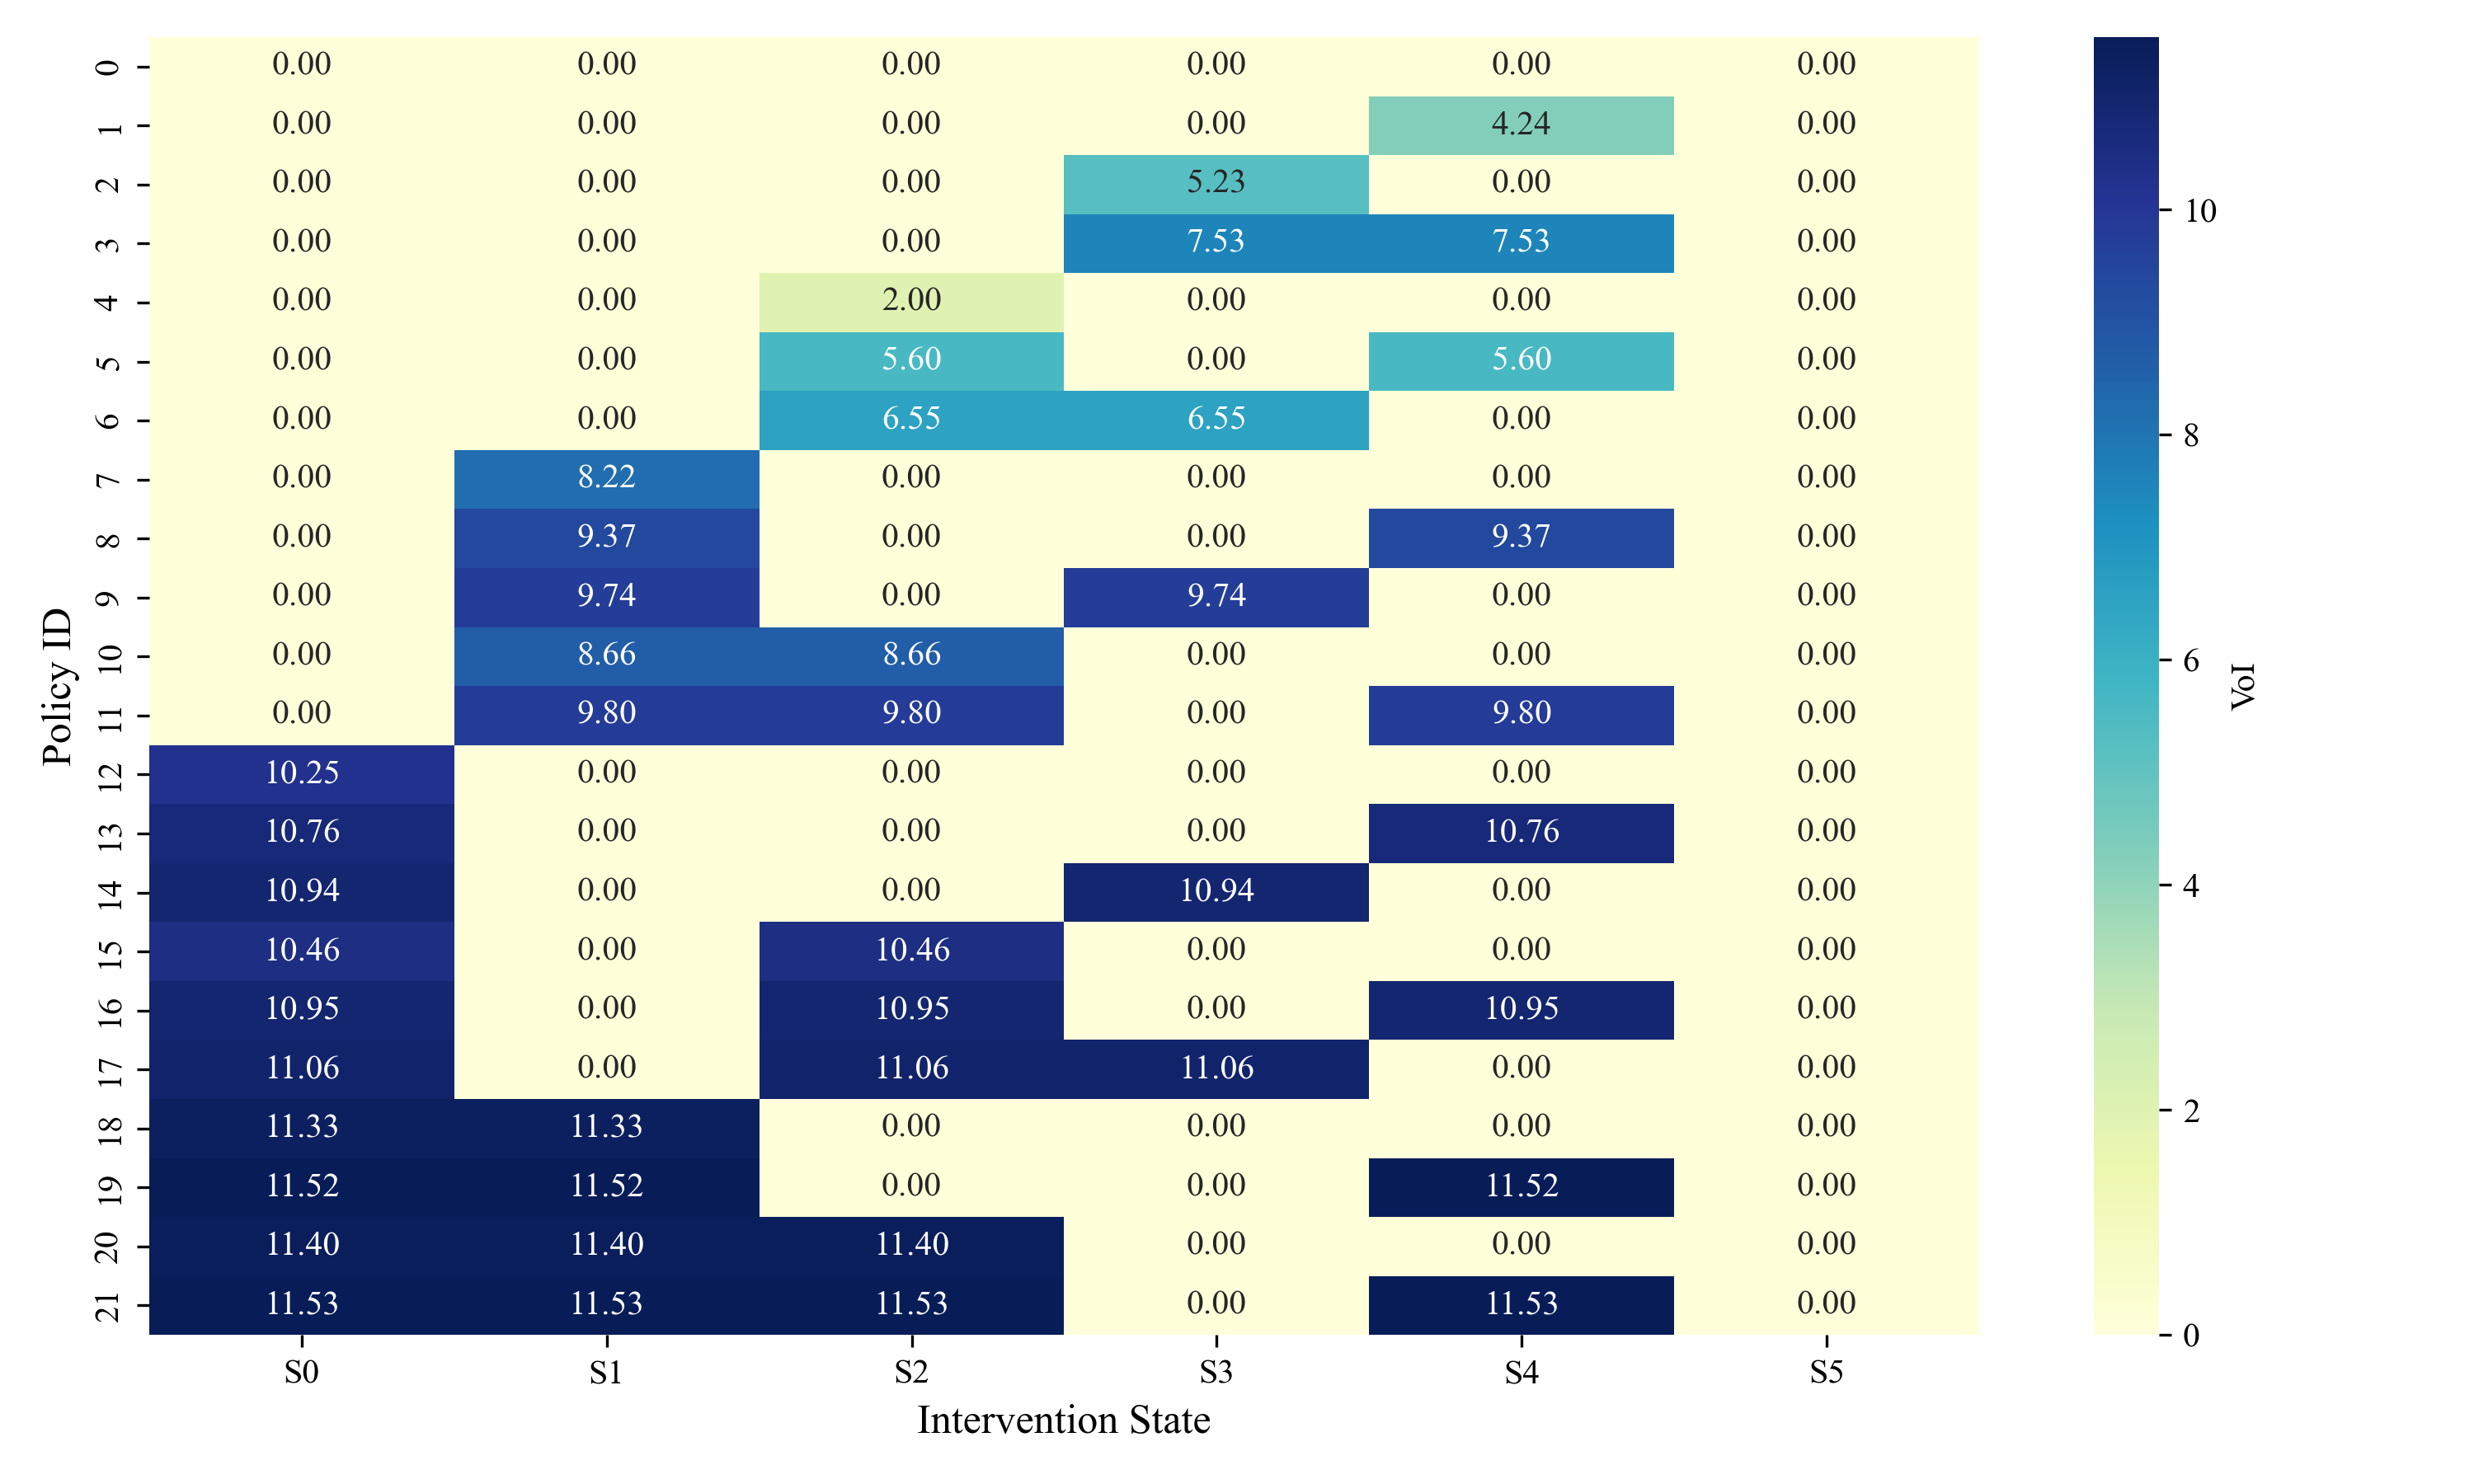 0 0.00 0.00 0.00 0.00 0.00 0.00
1 0.00 0.00 0.00 0.00 4.24 0.00
2 0.00 0.00 0.00 5.23 0.00 0.00
3 0.00 0.00 0.00 7.53 7.53 0.00
4 0.00 0.00 2.00 0.00 0.00 0.00
5 0.00 0.00 5.60 0.00 5.60 0.00
6 0.00 0.00 6.55 6.55 0.00 0.00
7 0.00 8.22 0.00 0.00 0.00 0.00
8 0.00 9.37 0.00 0.00 9.37 0.00
9 0.00 9.74 0.00 9.74 0.00 0.00
10 0.00 8.66 8.66 0.00 0.00 0.00
11 0.00 9.80 9.80 0.00 9.80 0.00
12 10.25 0.00 0.00 0.00 0.00 0.00
13 10.76 0.00 0.00 0.00 10.76 0.00
14 10.94 0.00 0.00 10.94 0.00 0.00
15 10.46 0.00 10.46 0.00 0.00 0.00
16 10.95 0.00 10.95 0.00 10.95 0.00
17 11.06 0.00 11.06 11.06 0.00 0.00
18 11.33 11.33 0.00 0.00 0.00 0.00
19 11.52 11.52 0.00 0.00 11.52 0.00
20 11.40 11.40 11.40 0.00 0.00 0.00
21 11.53 11.53 11.53 0.00 11.53 0.00
S0 S1 S2 S3 S4 S5
Intervention State
Policy ID
10
8
6
4
2
0
VoI